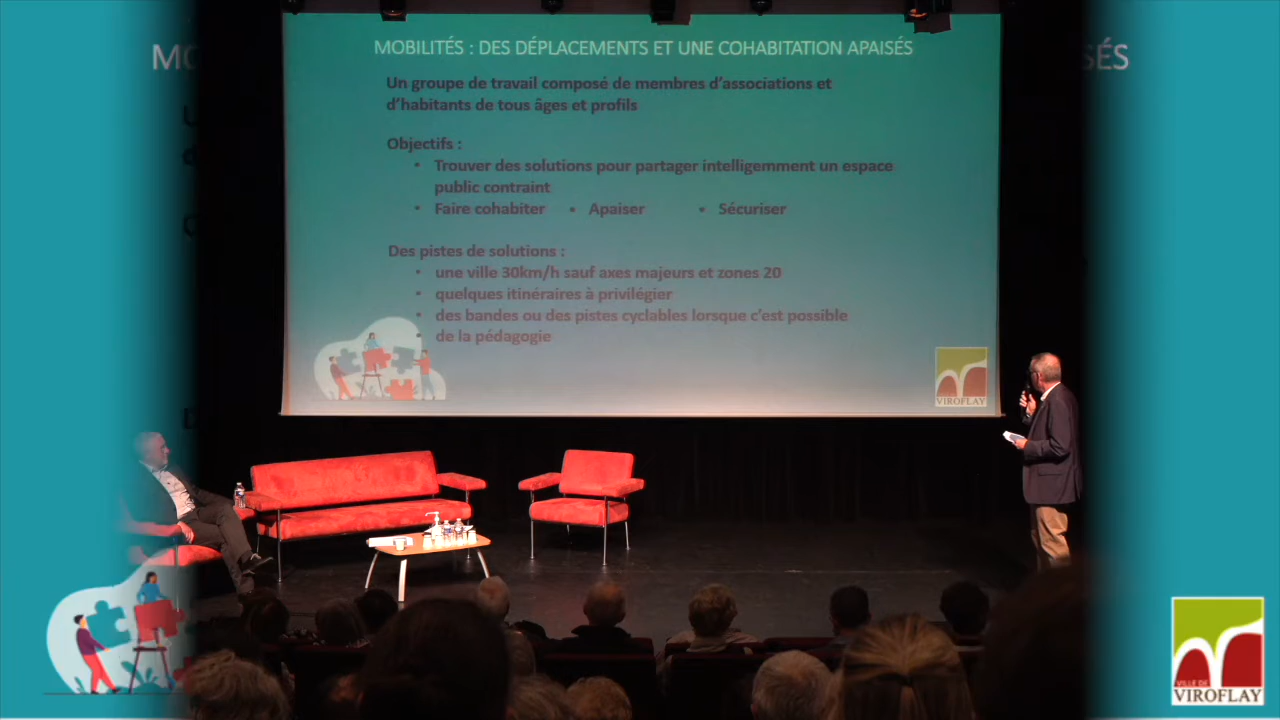 MOBILITÉS : DES DÉPLACEMENTS ET UNE COHABITATION APAISÉS
Un groupe de travail composé de membres d'associations et
d'habitants de tous âges et profils
Objectifs :
• Trouver des solutions pour partager intelligemment un espace
public contraint
• Faire cohabiter • Apaiser • Sécuriser
Des pistes de solutions :
• une ville 30km/h sauf axes majeurs et zones 20
• quelques itinéraires à privilégier
• des bandes ou des pistes cyclables lorsque c'est possible
• de la pédagogie
VIROFLAY
MO
SÉS
VILLE DE
VIROFLAY